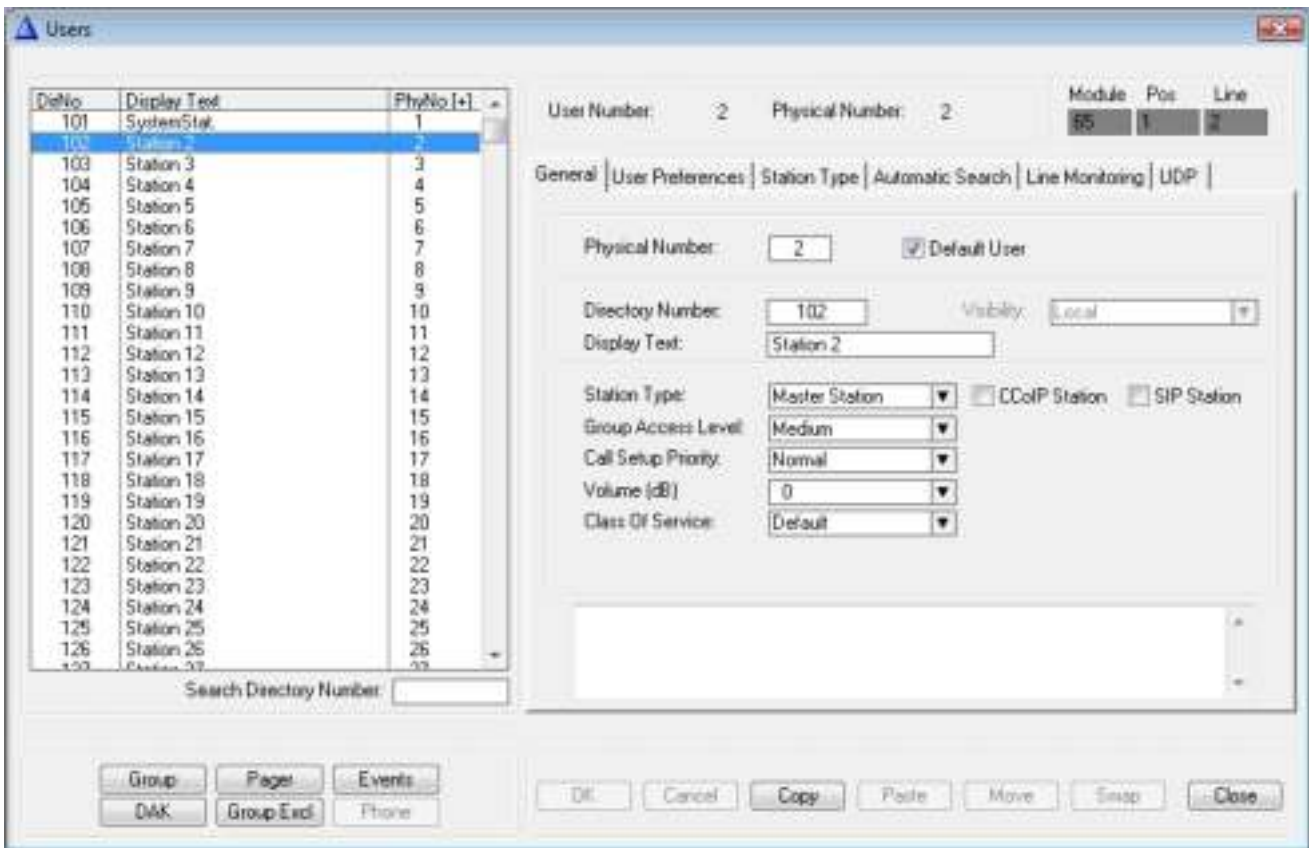 Users
DirNo Display Text PhyNo [+]
101 SystemStat. 1
102 Station 2 2
103 Station 3 3
104 Station 4 4
105 Station 5 5
106 Station 6 6
107 Station 7 7
108 Station 8 8
109 Station 9 9
110 Station 10 10
111 Station 11 11
112 Station 12 12
113 Station 13 13
114 Station 14 14
115 Station 15 15
116 Station 16 16
117 Station 17 17
118 Station 18 18
119 Station 19 19
120 Station 20 20
121 Station 21 21
122 Station 22 22
123 Station 23 23
124 Station 24 24
125 Station 25 25
126 Station 26 26
127 Station 27 27
Search Directory Number:
Group Pager Events
DAK Group Excl Phone
User Number: 2 Physical Number: 2
Module Pos Line
65 1 2
General User Preferences Station Type Automatic Search Line Monitoring UDP
Physical Number: 2 Default User
Directory Number: 102 Visibility: Local
Display Text: Station 2
Station Type: Master Station CCoIP Station SIP Station
Group Access Level: Medium
Call Setup Priority: Normal
Volume (dB) 0
Class Of Service: Default
OK Cancel Copy Paste Move Swap Close